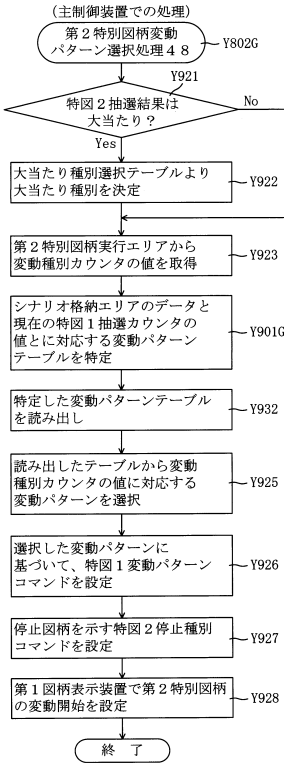 (主制御装置での処理)
第２特別図柄変動
パターン選択処理４８
Y802G
Y921
特図２抽選結果は
大当たり？
No
Yes
大当たり種別選択テーブルより
大当たり種別を決定
Y922
第２特別図柄実行エリアから
変動種別カウンタの値を取得
Y923
シナリオ格納エリアのデータと
現在の特図１抽選カウンタの
値とに対応する変動パターン
テーブルを特定
Y901G
特定した変動パターンテーブル
を読み出し
Y932
読み出したテーブルから変動
種別カウンタの値に対応する
変動パターンを選択
Y925
選択した変動パターンに
基づいて、特図１変動パターン
コマンドを設定
Y926
停止図柄を示す特図２停止種別
コマンドを設定
Y927
第１図柄表示装置で第２特別図柄
の変動開始を設定
Y928
終 了